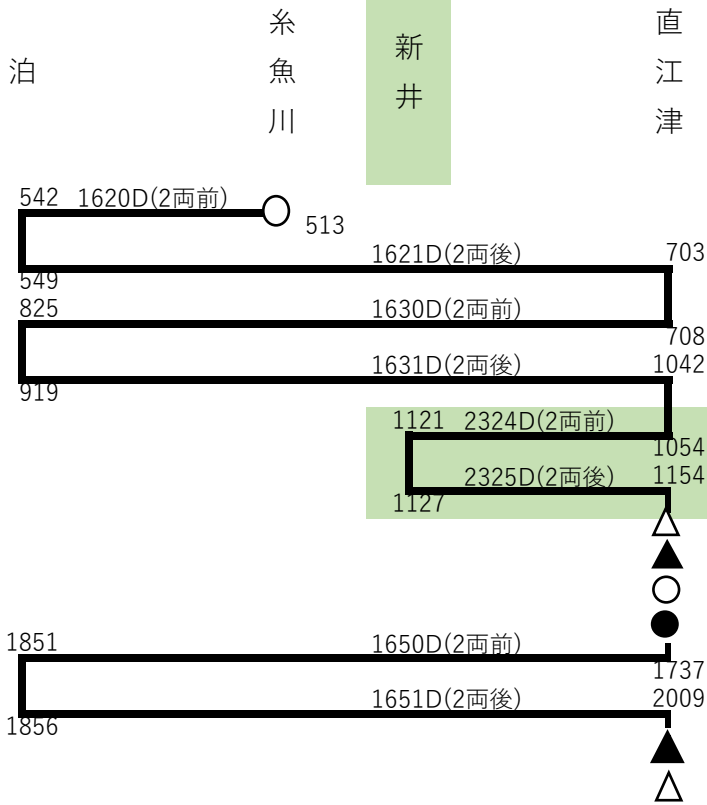 泊
糸魚川
新井
直江津
542 1620D(2両前)
513
1621D(2両後) 703
549
825 1630D(2両前)
708
1631D(2両後) 1042
919
1121 2324D(2両前)
1054
2325D(2両後) 1154
1127
1851 1650D(2両前)
1737
1651D(2両後) 2009
1856